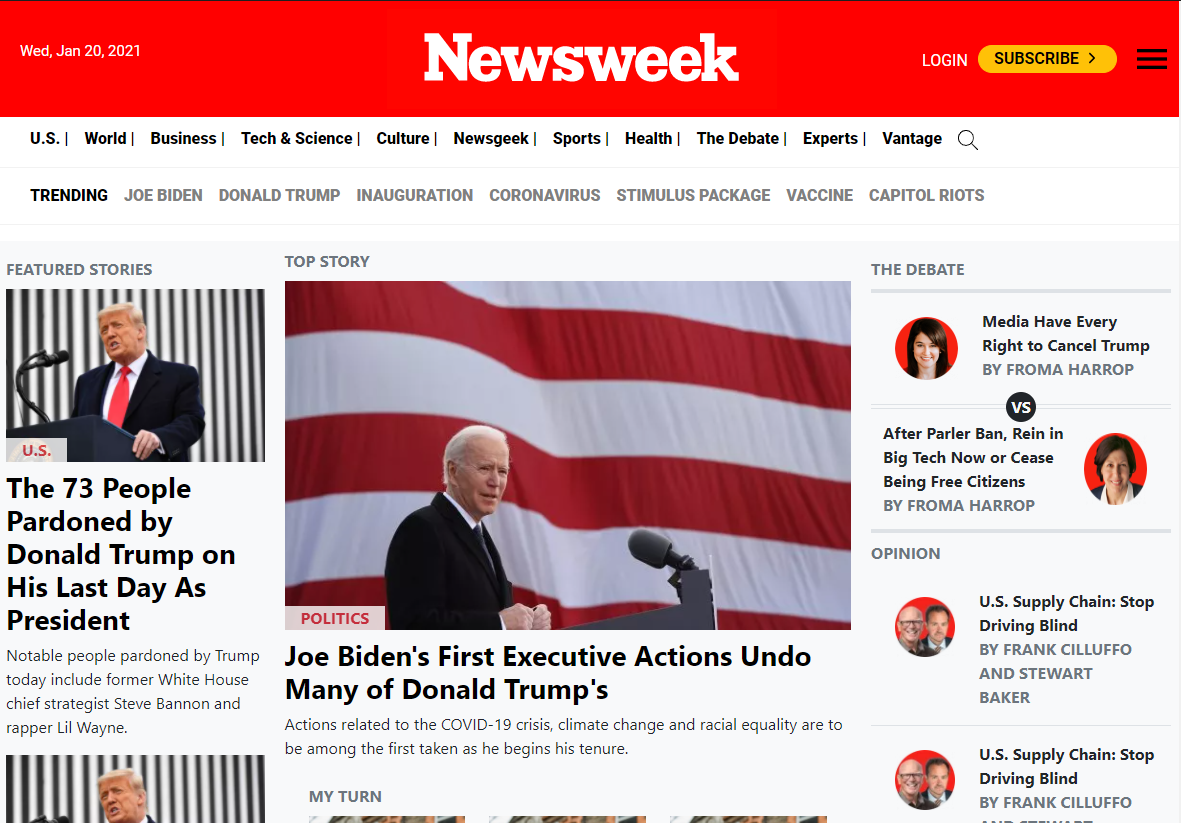 Wed, Jan 20, 2021
Newsweek
LOGIN
SUBSCRIBE >
U.S. | World | Business | Tech & Science | Culture | Newsgeek | Sports | Health | The Debate | Experts | Vantage
TRENDING JOE BIDEN DONALD TRUMP INAUGURATION CORONAVIRUS STIMULUS PACKAGE VACCINE CAPITOL RIOTS
FEATURED STORIES
U.S.
The 73 People
Pardoned by
Donald Trump on
His Last Day As
President
Notable people pardoned by Trump
today include former White House
chief strategist Steve Bannon and
rapper Lil Wayne.
TOP STORY
POLITICS
Joe Biden's First Executive Actions Undo
Many of Donald Trump's
Actions related to the COVID-19 crisis, climate change and racial equality are to
be among the first taken as he begins his tenure.
MY TURN
THE DEBATE
Media Have Every
Right to Cancel Trump
BY FROMA HARROP
VS
After Parler Ban, Rein in
Big Tech Now or Cease
Being Free Citizens
BY FROMA HARROP
OPINION
U.S. Supply Chain: Stop
Driving Blind
BY FRANK CILLUFFO
AND STEWART
BAKER
U.S. Supply Chain: Stop
Driving Blind
BY FRANK CILLUFFO
AND STEWART